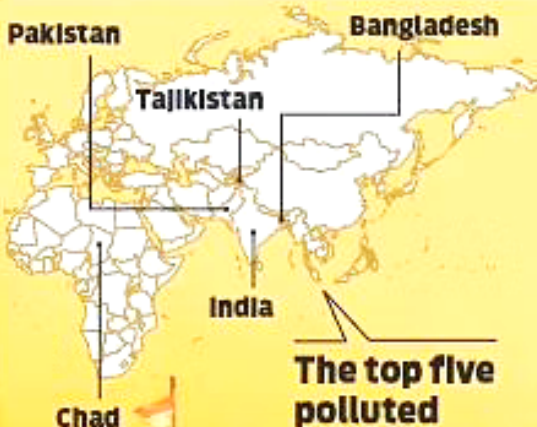 Bangladesh
Pakistan
Tajikistan
India
The top five
polluted
Chad